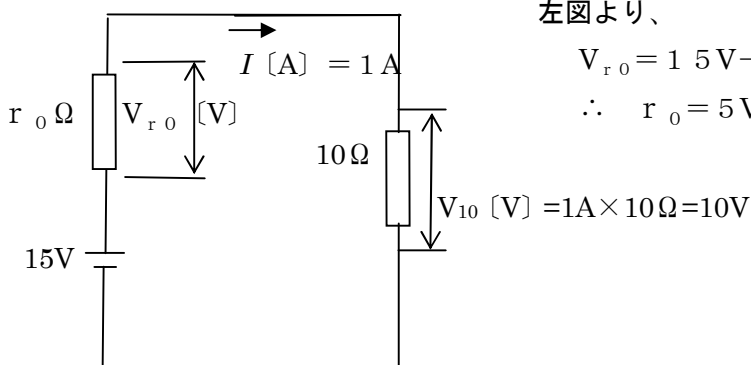 左図より、
I〔A〕=1A
Vr0=15V-
r0Ω
Vr0〔V〕
∴ r0=5V
10Ω
V10〔V〕=1A×10Ω=10V
15V